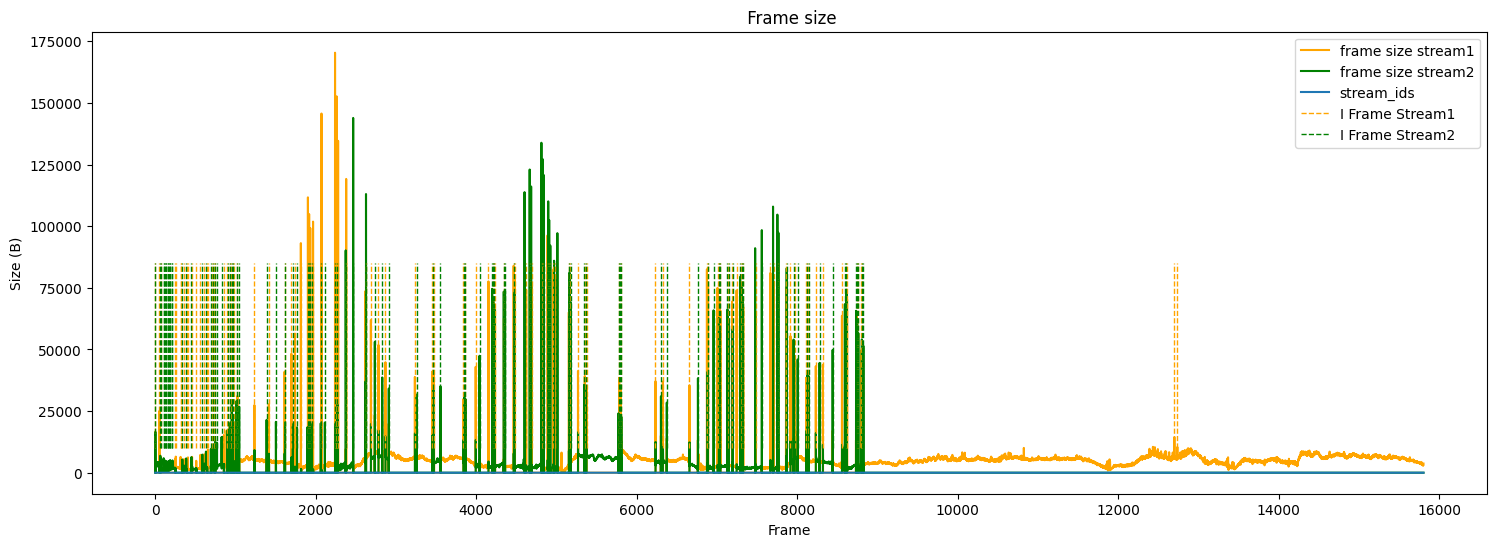 Frame size
175000
150000
125000
100000
75000
50000
25000
0
Size (B)
0 2000 4000 6000 8000 10000 12000 14000 16000
Frame
frame size stream1
frame size stream2
stream_ids
I Frame Stream1
I Frame Stream2